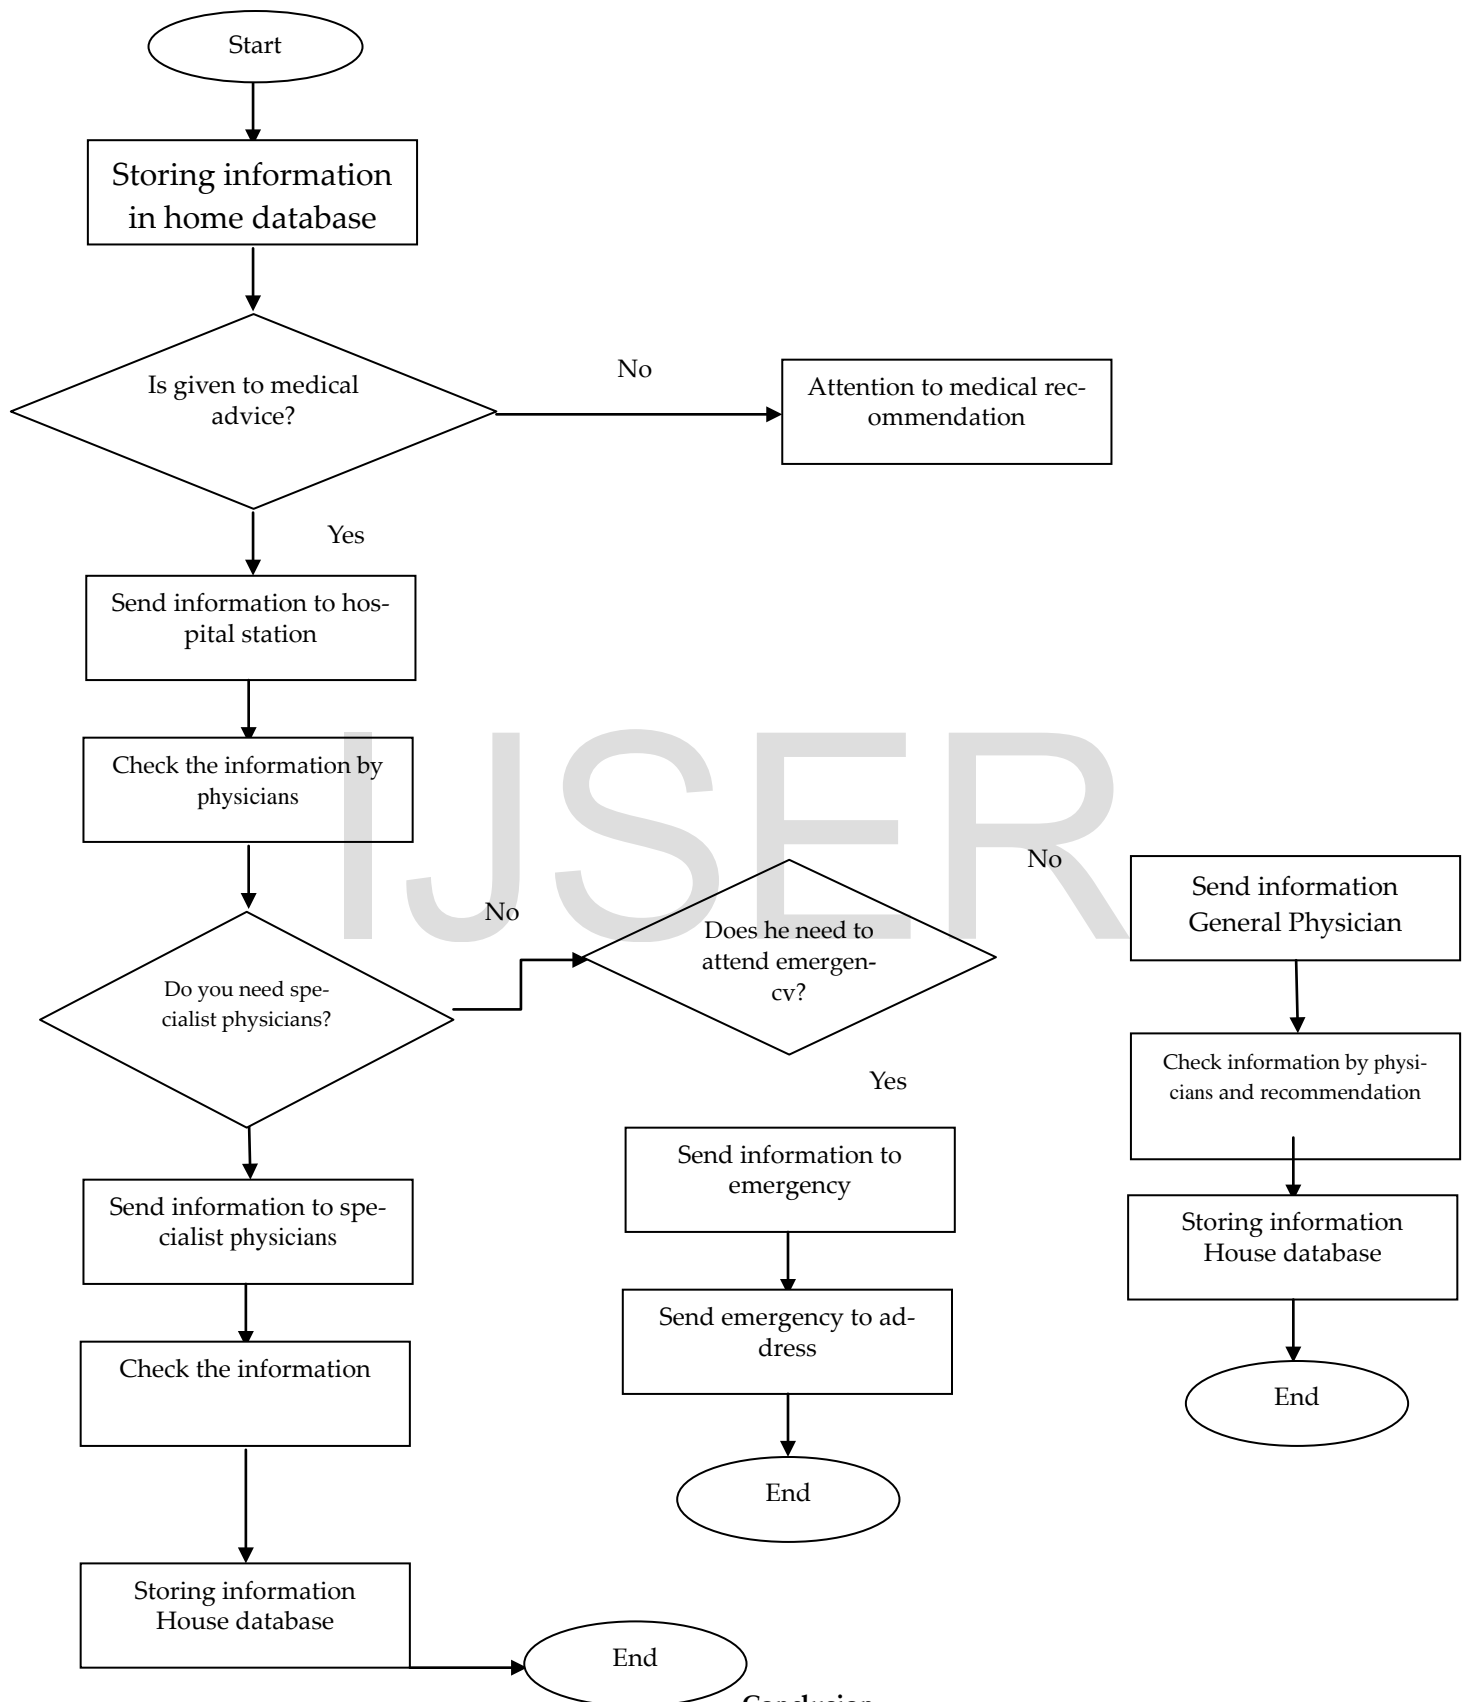 Start
Storing information
in home database
Is given to medical
advice?
No
Attention to medical rec-
ommendation
Yes
Send information to hos-
pital station
Check the information by
physicians
IJSER
Do you need spe-
cialist physicians?
No
Does he need to
attend emergen-
cy?
No
Send information
General Physician
Check information by physi-
cians and recommendation
Storing information
House database
End
Yes
Send information to
emergency
Send emergency to ad-
dress
End
Send information to spe-
cialist physicians
Check the information
Storing information
House database
End
Conclusion